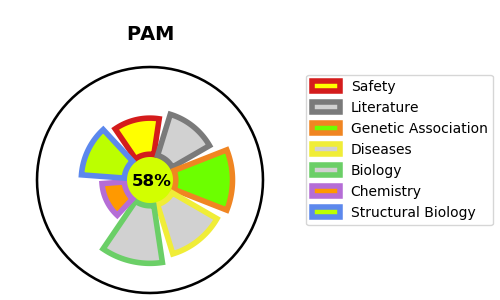 PAM
58%
Safety
Literature
Genetic Association
Diseases
Biology
Chemistry
Structural Biology